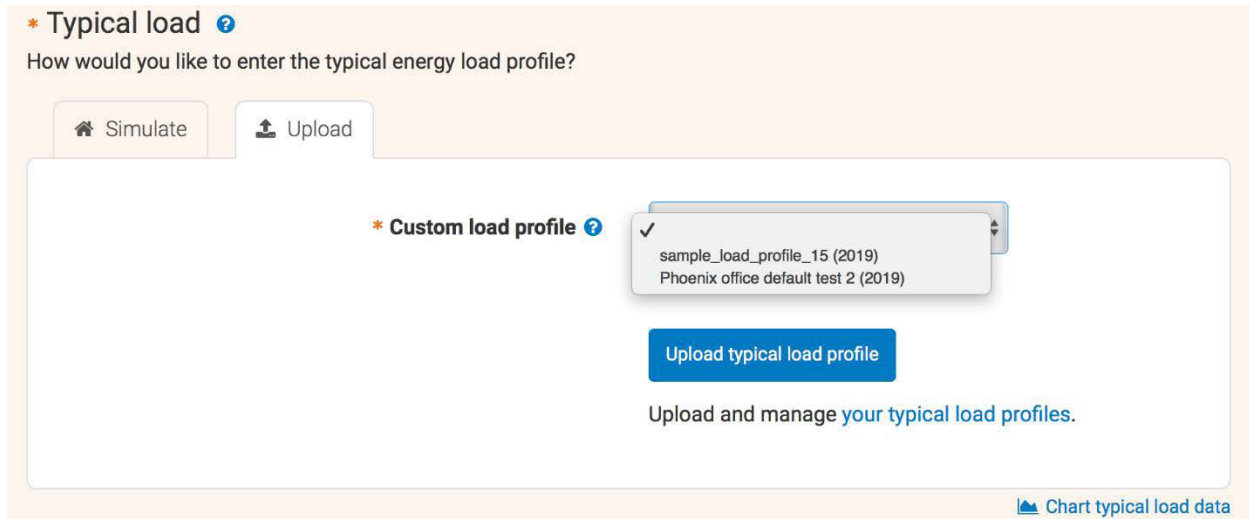 * Typical load ?
How would you like to enter the typical energy load profile?
Simulate
Upload
* Custom load profile ?
✓
sample_load_profile_15 (2019)
Phoenix office default test 2 (2019)
Upload typical load profile
Upload and manage your typical load profiles.
Chart typical load data